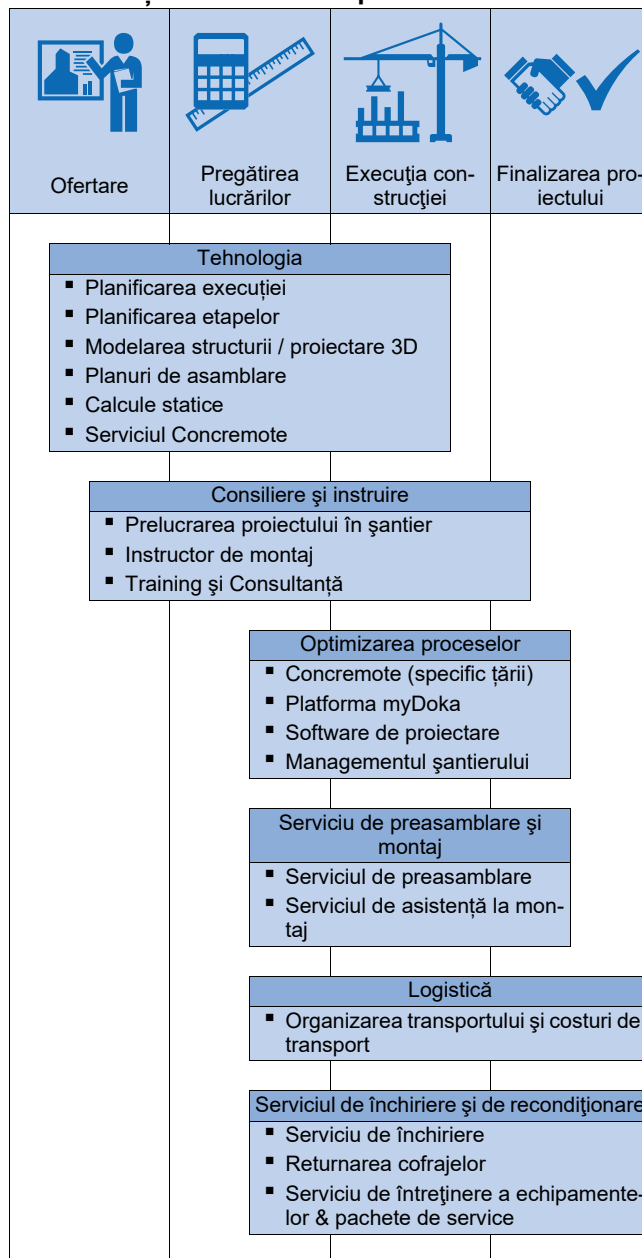 Ofertare
Pregătirea
lucrărilor
Execuţia con-
strucţiei
Finalizarea pro-
iectului
Tehnologia
▪ Planificarea execuției
▪ Planificarea etapelor
▪ Modelarea structurii / proiectare 3D
▪ Planuri de asamblare
▪ Calcule statice
▪ Serviciul Concremote
Consiliere şi instruire
▪ Prelucrarea proiectului în şantier
▪ Instructor de montaj
▪ Training şi Consultanță
Optimizarea proceselor
▪ Concremote (specific țării)
▪ Platforma myDoka
▪ Software de proiectare
▪ Managementul şantierului
Serviciu de preasamblare şi
montaj
▪ Serviciul de preasamblare
▪ Serviciul de asistență la mon-
taj
Logistică
▪ Organizarea transportului şi costuri de
transport
Serviciul de închiriere şi de recondiţionare
▪ Serviciu de închiriere
▪ Returnarea cofrajelor
▪ Serviciu de întreţinere a echipamente-
lor & pachete de service